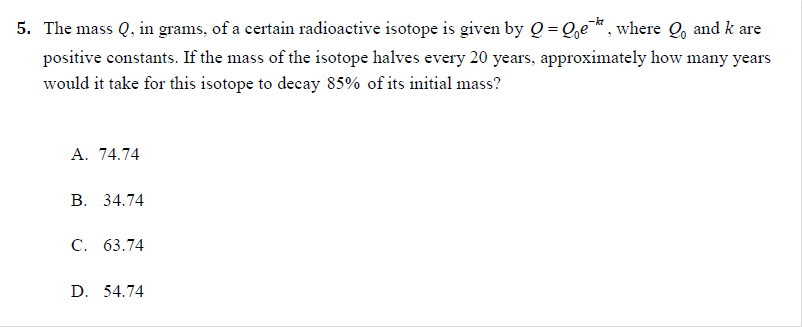 5. The mass Q, in grams, of a certain radioactive isotope is given by Q = Q₀e⁻ᵏᵗ, where Q₀ and k are
positive constants. If the mass of the isotope halves every 20 years, approximately how many years
would it take for this isotope to decay 85% of its initial mass?
A. 74.74
B. 34.74
C. 63.74
D. 54.74